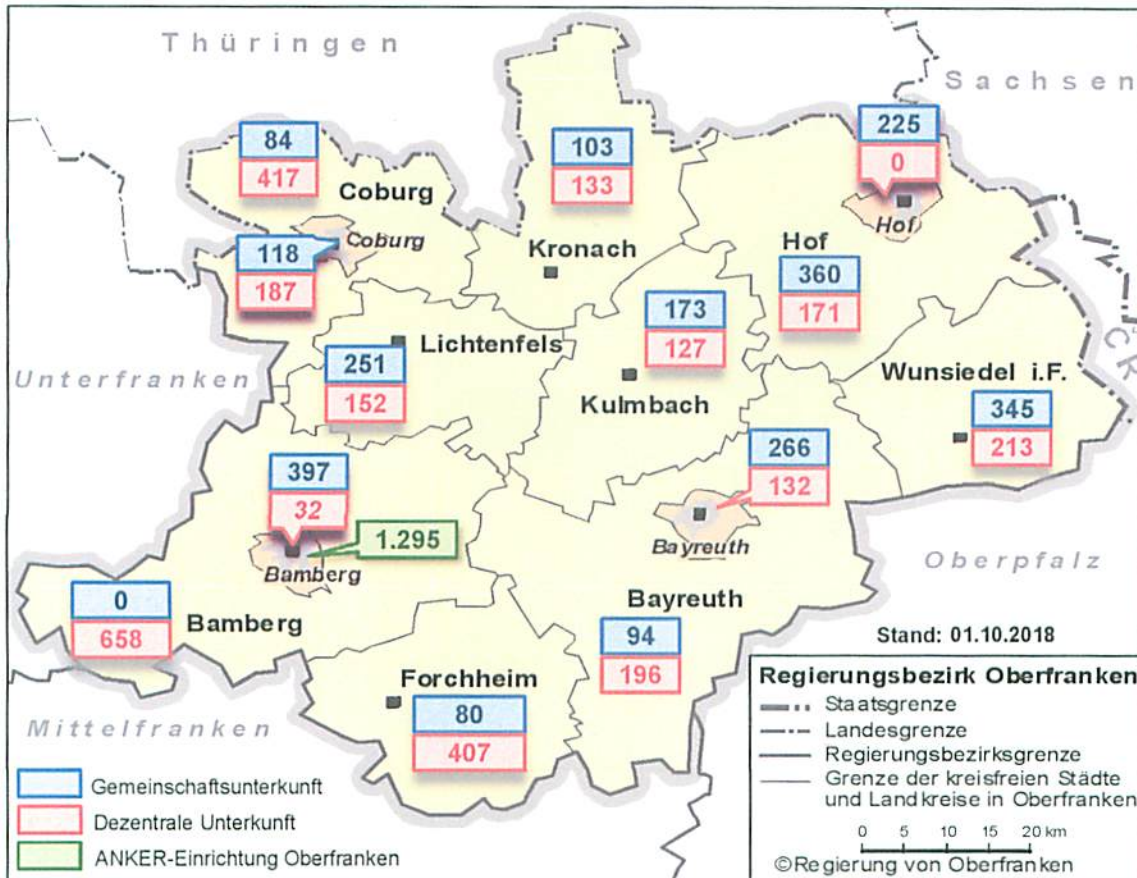 Thüringen
Sachsen
84
417
Coburg
103
133
225
0
Hof
Coburg
118
187
Kronach
Hof
360
171
173
127
Lichtenfels
251
152
Unterfranken
Kulmbach
Wunsiedel i.F.
345
213
266
132
397
32
1.295
Bamberg
Bayreuth
Oberpfalz
0
658
Bamberg
Bayreuth
94
196
Stand: 01.10.2018
Forchheim
80
407
Mittelfranken
Gemeinschaftsunterkunft
Dezentrale Unterkunft
ANKER-Einrichtung Oberfranken
Regierungsbezirk Oberfranken
Staatsgrenze
Landesgrenze
Regierungsbezirksgrenze
Grenze der kreisfreien Städte
und Landkreise in Oberfranken
0 5 10 15 20 km
©Regierung von Oberfranken